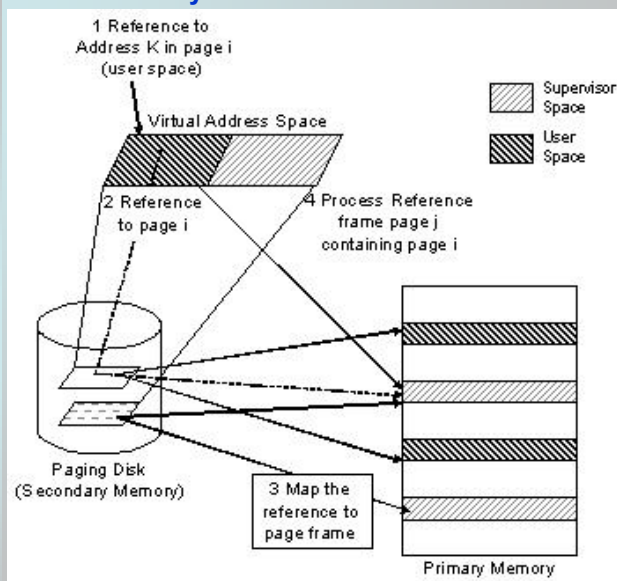 1 Reference to
Address K in page i
(user space)
Supervisor
Space
User
Space
Virtual Address Space
2 Reference
to page i
4 Process Reference
frame page j
containing page i
Paging Disk
(Secondary Memory)
3 Map the
reference to
page frame
Primary Memory